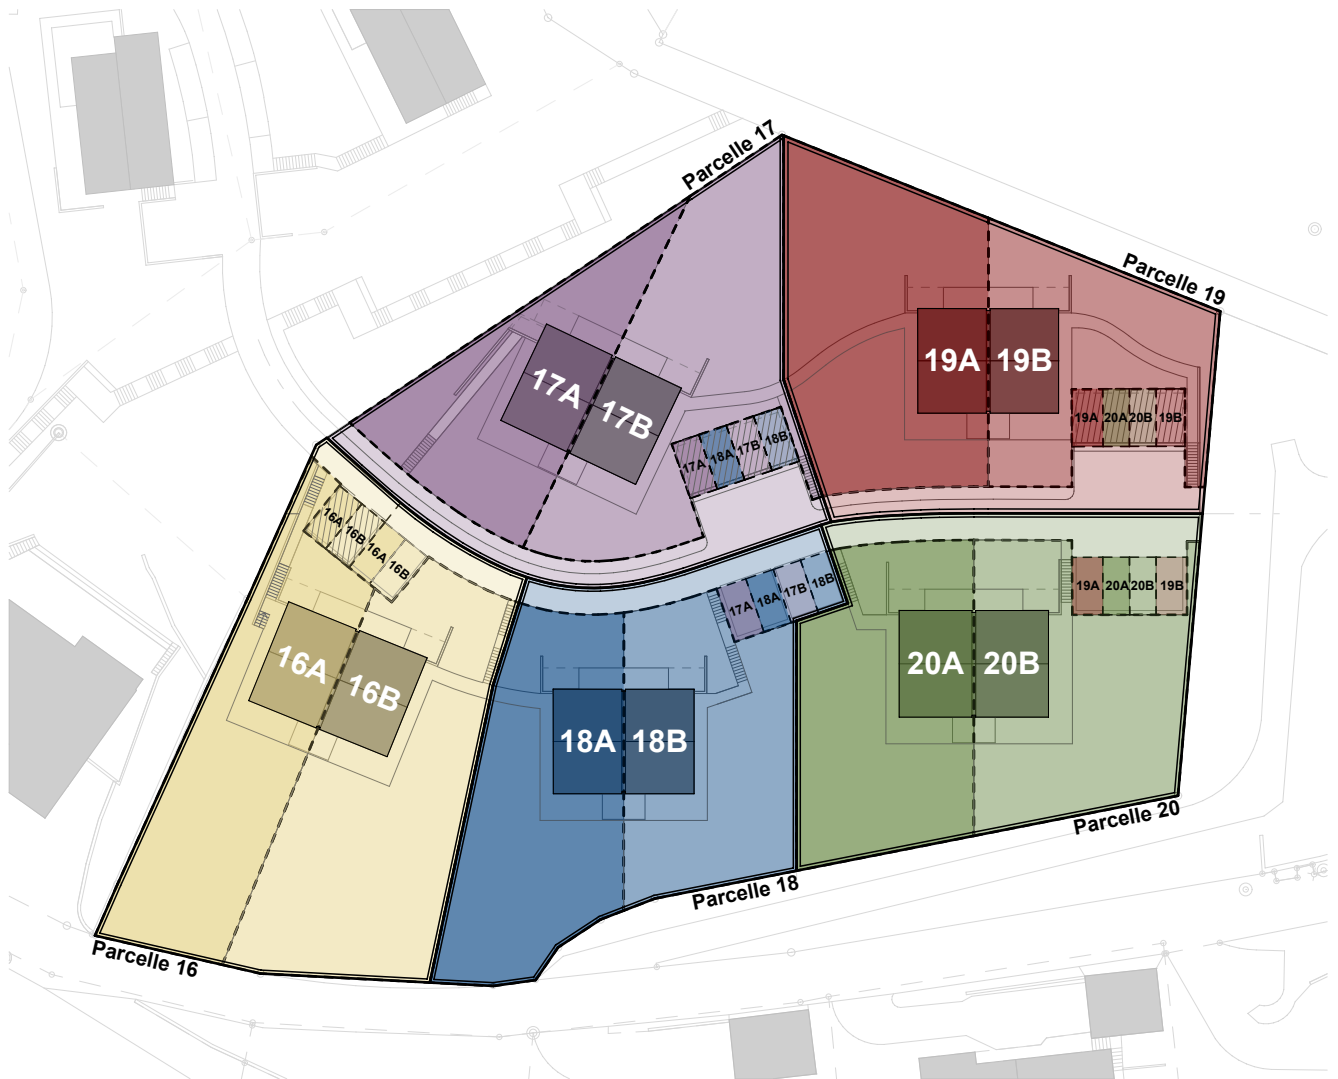 Parcelle 17
Parcelle 19
19A 19B
17A
17B
19A 20A 20B 19B
17A 18A 17B 18B
16A 16B 16A 16B
17A 18A 17B 18B
19A 20A 20B 19B
16A
16B
20A 20B
18A 18B
Parcelle 20
Parcelle 18
Parcelle 16